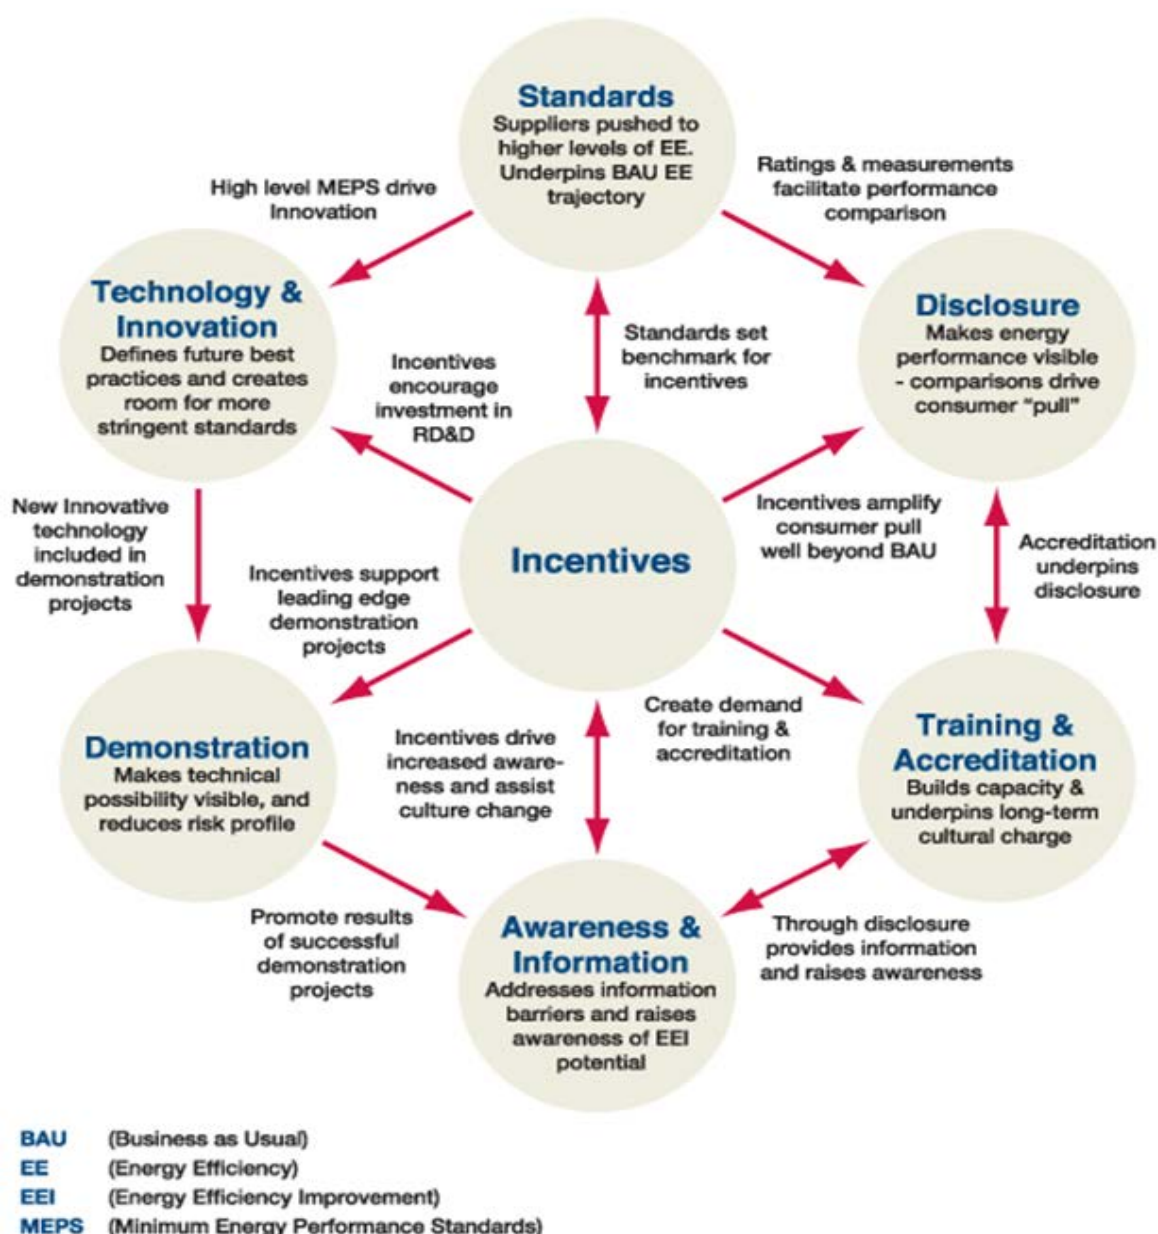 Standards
Suppliers pushed to
higher levels of EE.
Underpins BAU EE
trajectory
High level MEPS drive
Innovation
Ratings & measurements
facilitate performance
comparison
Technology &
Innovation
Defines future best
practices and creates
room for more
stringent standards
Incentives
encourage
investment in
RD&D
Standards set
benchmark for
incentives
Disclosure
Makes energy
performance visible
- comparisons drive
consumer “pull”
New Innovative
technology
included in
demonstration
projects
Incentives support
leading edge
demonstration
projects
Incentives
Incentives amplify
consumer pull
well beyond BAU
Accreditation
underpins
disclosure
Demonstration
Makes technical
possibility visible, and
reduces risk profile
Incentives drive
increased aware-
ness and assist
culture change
Create demand
for training &
accreditation
Training &
Accreditation
Builds capacity &
underpins long-term
cultural charge
Promote results
of successful
demonstration
projects
Awareness &
Information
Addresses information
barriers and raises
awareness of EEI
potential
Through disclosure
provides information
and raises awareness
BAU (Business as Usual)
EE (Energy Efficiency)
EEI (Energy Efficiency Improvement)
MEPS (Minimum Energy Performance Standards)